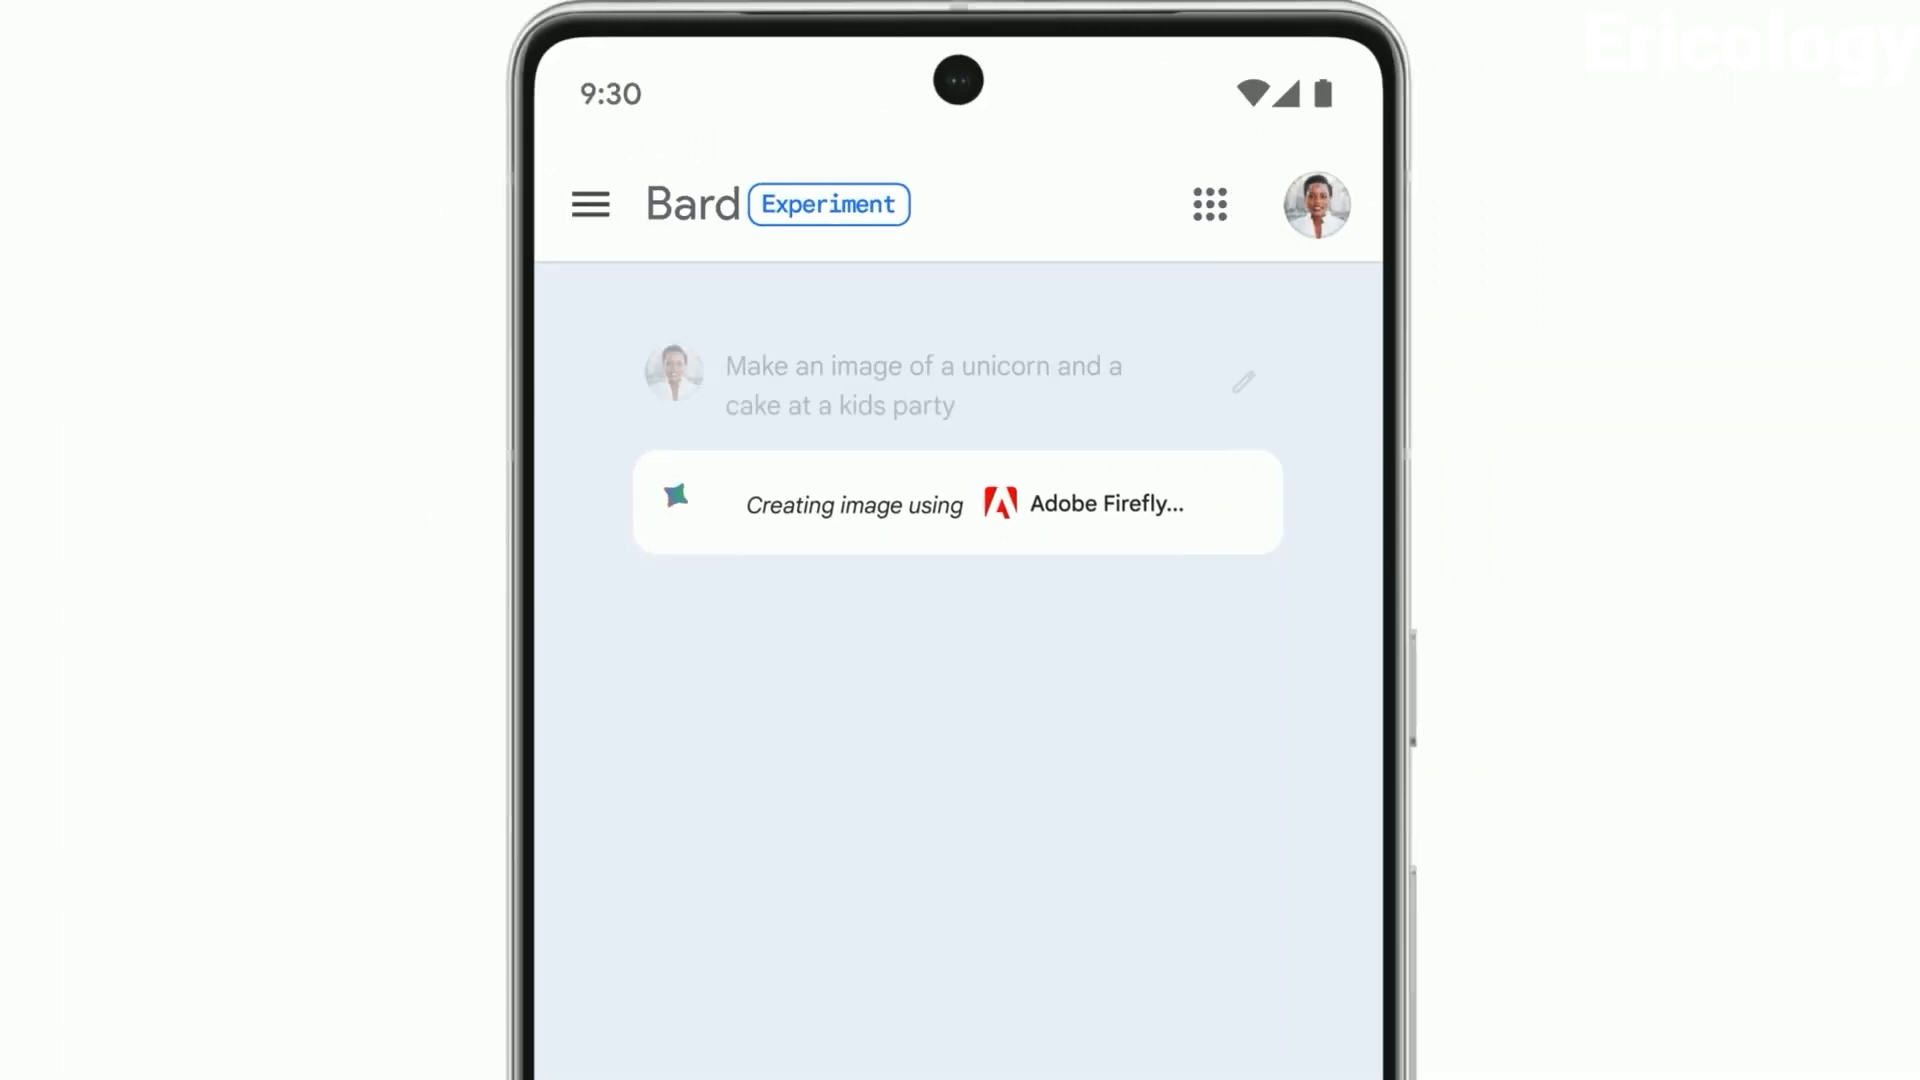 Ericology
9:30
Bard Experiment
Make an image of a unicorn and a
cake at a kids party
Creating image using Adobe Firefly...